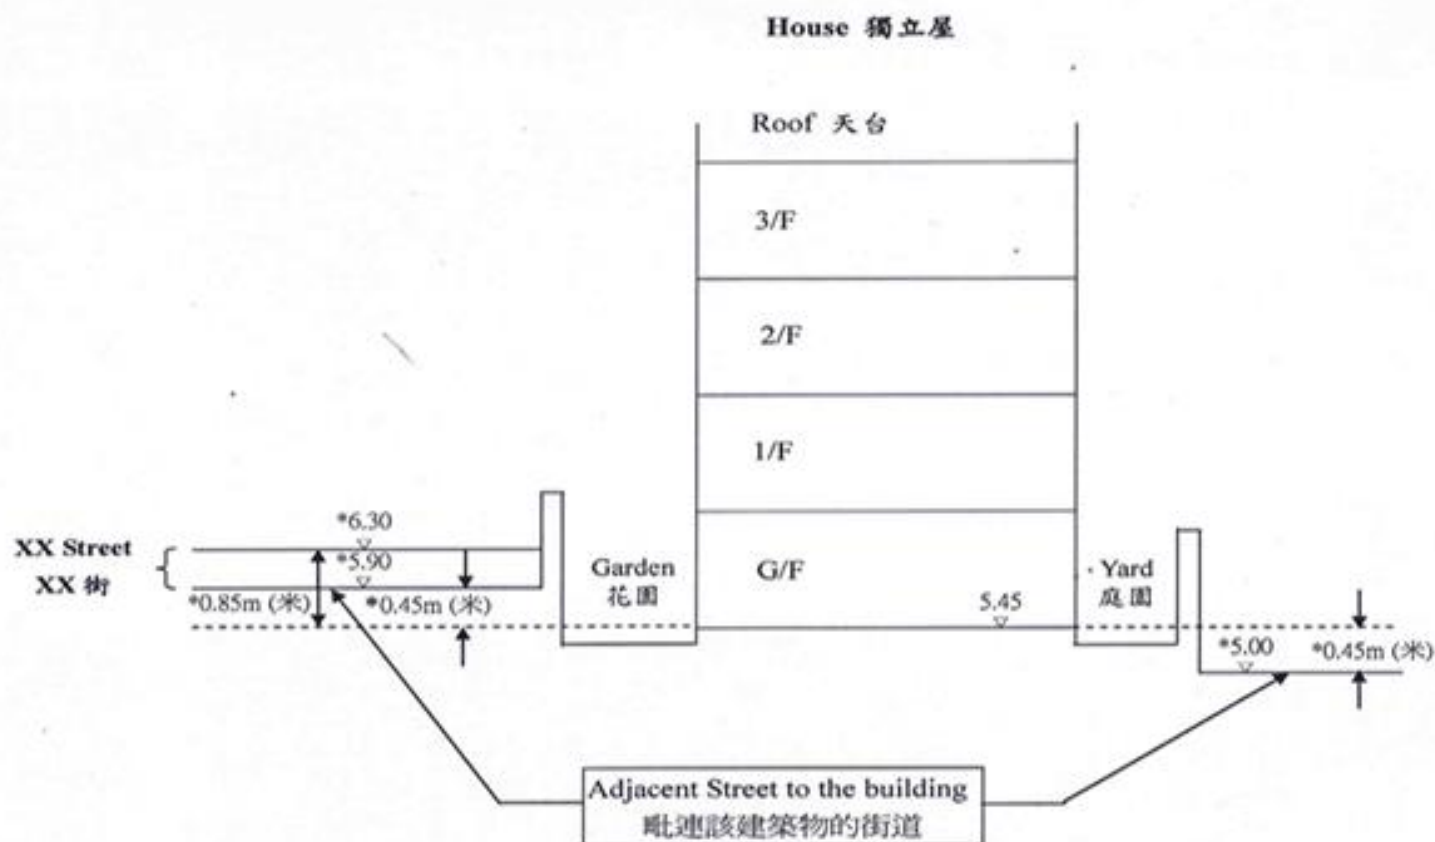 House 獨立屋
Roof 天台
3/F
2/F
1/F
*6.30
XX Street
XX 街
*5.90
*0.85m (米)
*0.45m (米)
Garden
花園
G/F
5.45
Yard
庭園
*5.00
*0.45m (米)
Adjacent Street to the building
毗連該建築物的街道